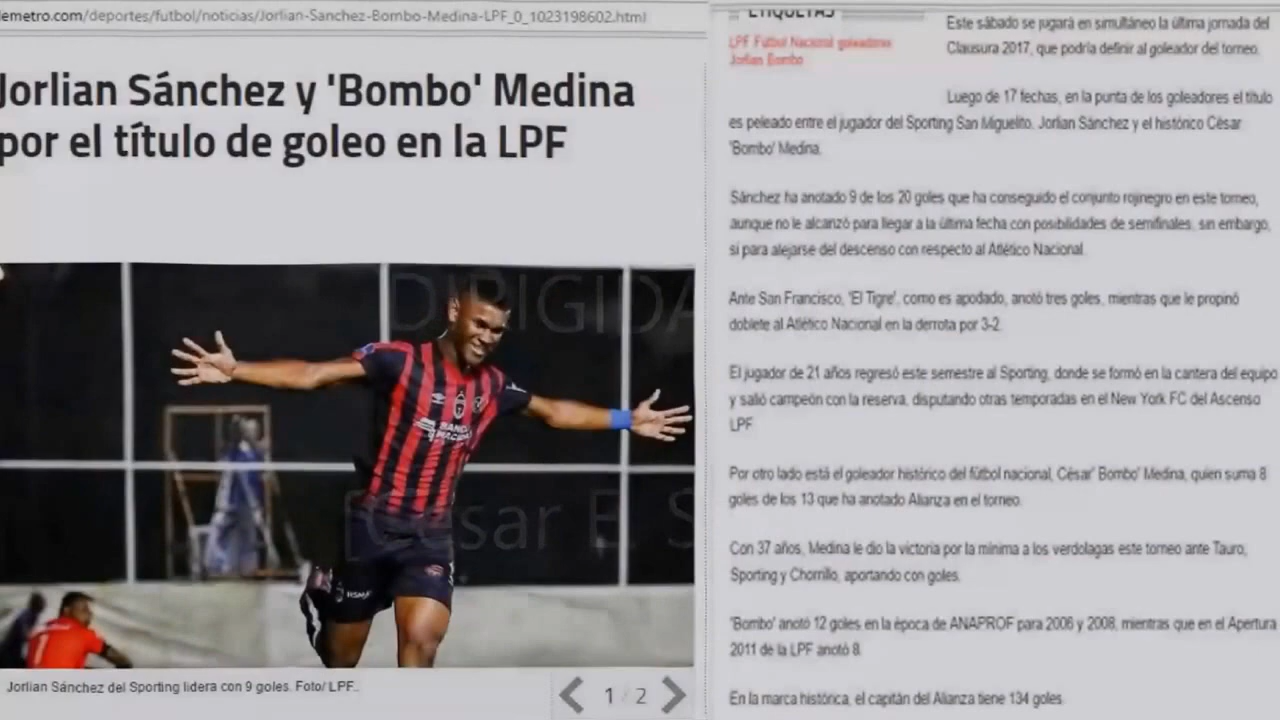 lemetro.com/deportes/futbol/noticias/Jorlian-Sanchez-Bombo-Medina-LPF_0_1023198602.html
Jorlian Sánchez y 'Bombo' Medina
por el título de goleo en la LPF
DIRIGIDA
César E S
Jorlian Sánchez del Sporting lidera con 9 goles. Foto/ LPF..
1 / 2
ETIQUETAS
LPF Fútbol Nacional goleadores
Jorlian Bombo
Este sábado se jugará en simultáneo la última jornada del
Clausura 2017, que podría definir al goleador del torneo.
Luego de 17 fechas, en la punta de los goleadores el título
es peleado entre el jugador del Sporting San Miguelito, Jorlian Sánchez y el histórico César
'Bombo' Medina.
Sánchez ha anotado 9 de los 20 goles que ha conseguido el conjunto rojinegro en este torneo,
aunque no le alcanzó para llegar a la última fecha con posibilidades de semifinales, sin embargo,
si para alejarse del descenso con respecto al Atlético Nacional.
Ante San Francisco, 'El Tigre', como es apodado, anotó tres goles, mientras que le propinó
doblete al Atlético Nacional en la derrota por 3-2.
El jugador de 21 años regresó este semestre al Sporting, donde se formó en la cantera del equipo
y salió campeón con la reserva, disputando otras temporadas en el New York FC del Ascenso
LPF
Por otro lado está el goleador histórico del fútbol nacional, César' Bombo' Medina, quien suma 8
goles de los 13 que ha anotado Alianza en el torneo.
Con 37 años, Medina le dio la victoria por la mínima a los verdolagas este torneo ante Tauro,
Sporting y Chorrillo, aportando con goles.
'Bombo' anotó 12 goles en la época de ANAPROF para 2006 y 2008, mientras que en el Apertura
2011 de la LPF anotó 8.
En la marca histórica, el capitán del Alianza tiene 134 goles.